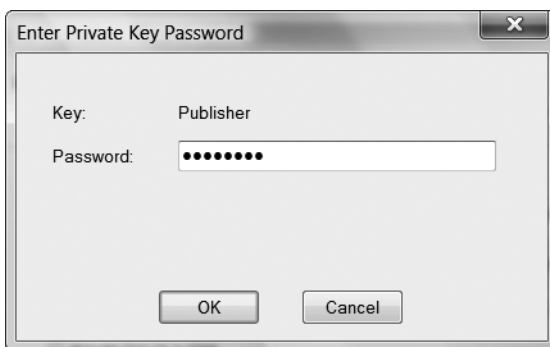 Enter Private Key Password
Key: Publisher
Password: ••••••••
OK Cancel